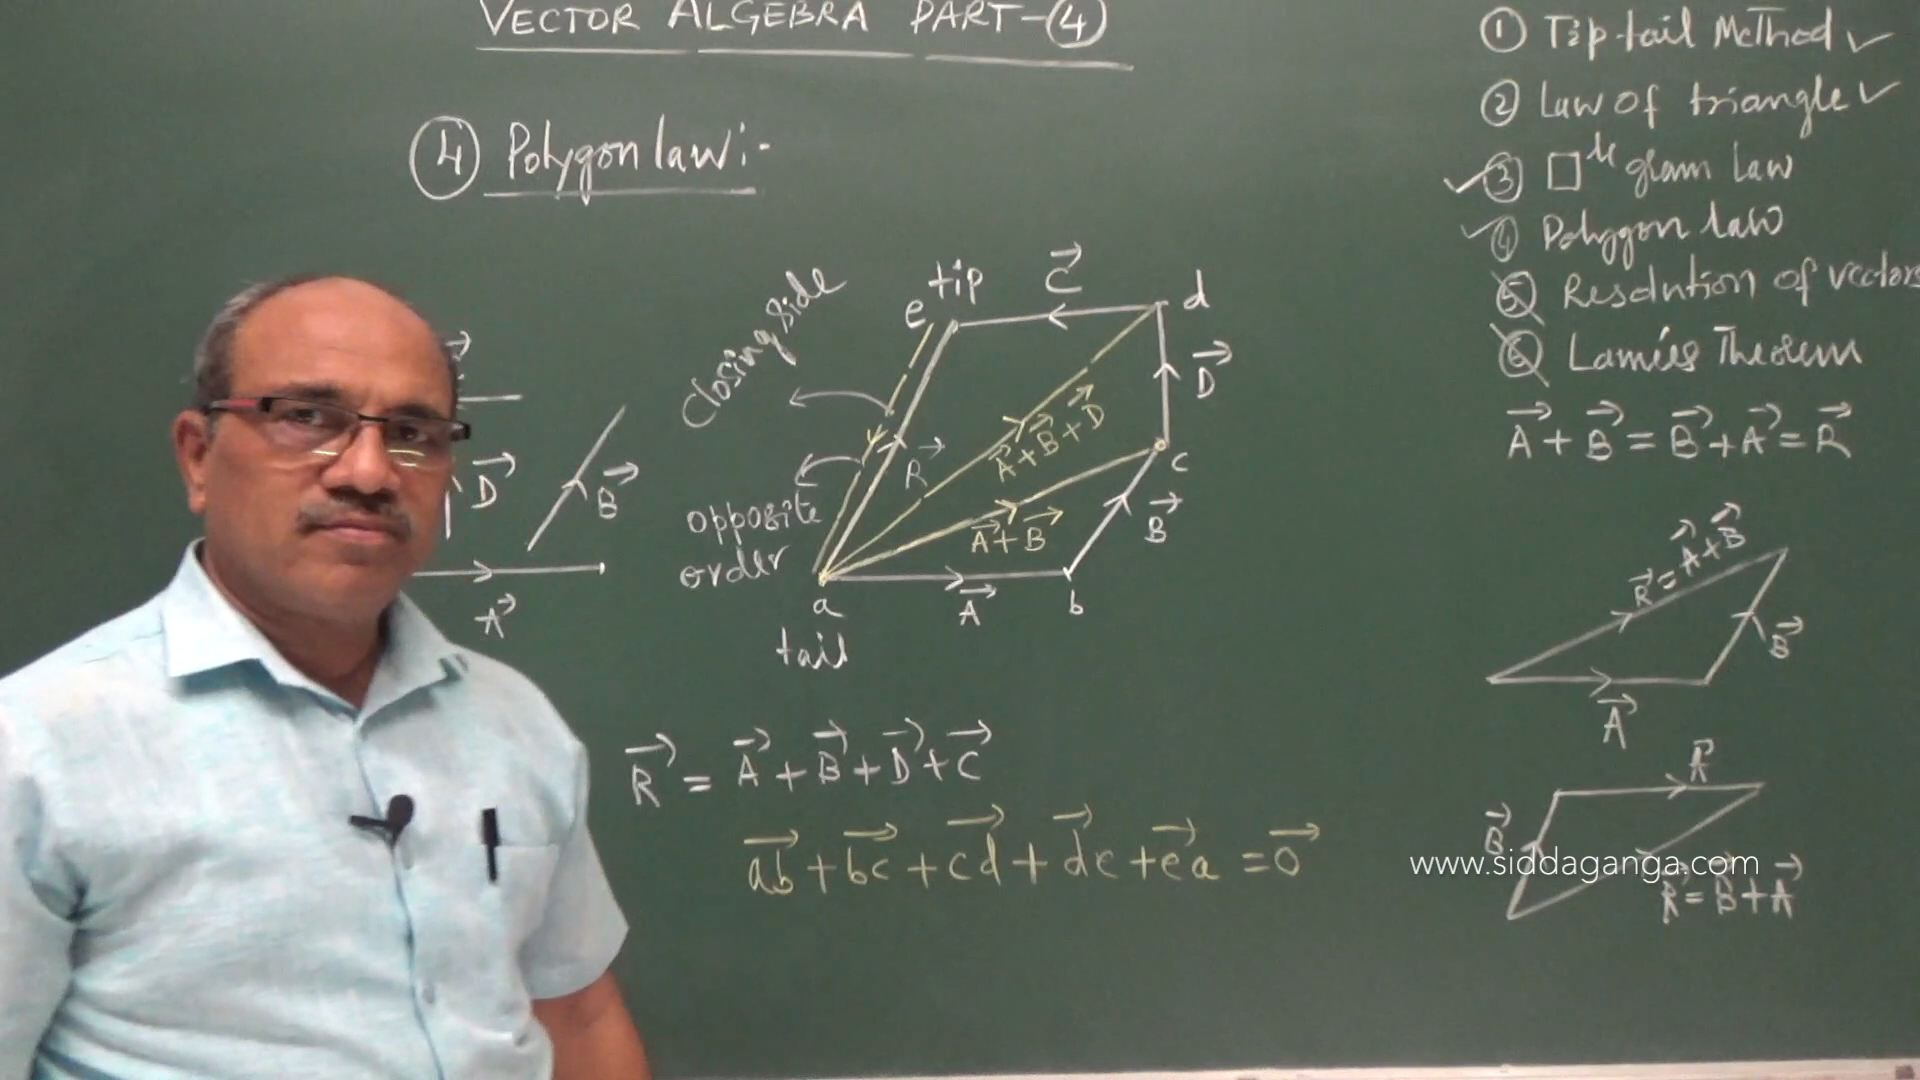 VECTOR ALGEBRA PART-(4)
④ Polygon law:-
closing side
opposite order
e tip
C⃗
d
D⃗
c
B⃗
b
A⃗
a
tail
R⃗
A⃗+B⃗+D⃗
A⃗+B⃗
D⃗
B⃗
A⃗
R⃗ = A⃗+B⃗+D⃗+C⃗
ab⃗+bc⃗+cd⃗+de⃗+ea⃗=0⃗
① Tip-tail Method ✓
② Law of triangle ✓
✓ ③ □ˡˡ gram law
✓ ④ Polygon law
⑤ Resolution of vectors
⑥ Lamies Theorem
A⃗+B⃗=B⃗+A⃗=R⃗
R⃗=A⃗+B⃗
B⃗
A⃗
A⃗
B⃗
R⃗=B⃗+A⃗
www.siddaganga.com